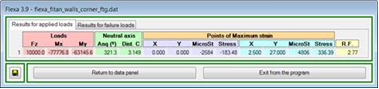 Flexa 3.9 - flexa_fitan_walls_corner_ftg.dat
Results for applied loads Results for failure loads
Loads Neutral axis Points of Maximum strain
Fz Mx My Ang (º) Dist. C X Y MicroSt Stress X Y MicroSt Stress R.F.
1 10000.0 -77776.8 -63145.6 321.3 3.149 0.000 0.000 -2584 -183.48 2.500 27.000 4806 336.39 2.77
Return to data panel Exit from the program